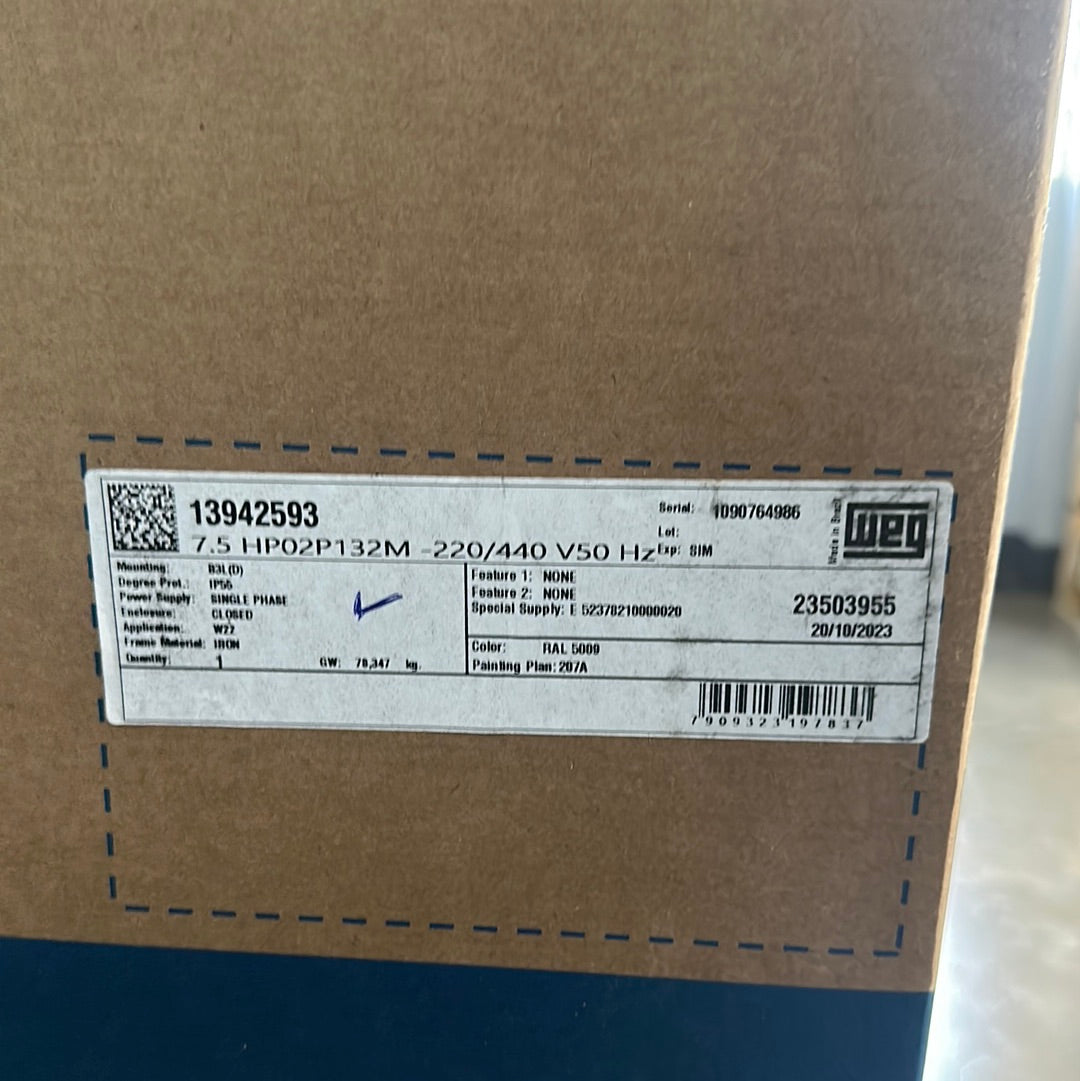 13942593
7.5 HP02P132M -220/440 V50 Hz
Serial: 1090764986
Lot:
Exp: SIM
Made in Brazil
weg
Mounting: B3L(D)
Degree Prot.: IP55
Power Supply: SINGLE PHASE
Enclosure: CLOSED
Application: W22
Frame Material: IRON
Quantity: 1 GW: 78,347 kg.
Feature 1: NONE
Feature 2: NONE
Special Supply: E 52378210000020
23503955
20/10/2023
Color: RAL 5009
Painting Plan: 207A
7909323197837